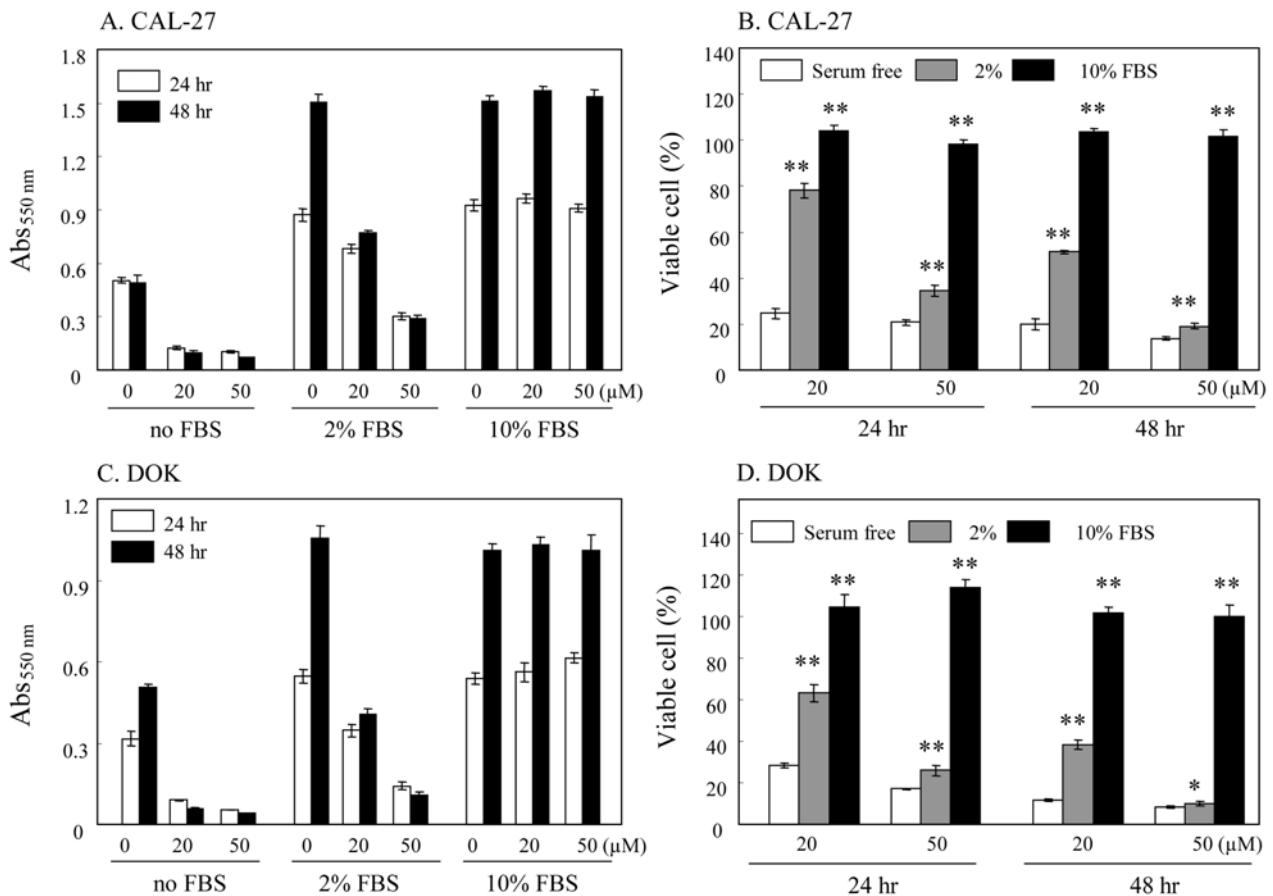 A. CAL-27
1.8
1.5
1.2
0.9
0.6
0.3
0
Abs550 nm
24 hr
48 hr
0 20 50 0 20 50 0 20 50 (µM)
no FBS 2% FBS 10% FBS
B. CAL-27
140
120
100
80
60
40
20
0
Viable cell (%)
Serum free 2% 10% FBS
** ** ** ** ** ** ** **
20 50 20 50 (µM)
24 hr 48 hr
C. DOK
1.2
1.5
0.9
0.6
0.3
0
Abs550 nm
24 hr
48 hr
0 20 50 0 20 50 0 20 50 (µM)
no FBS 2% FBS 10% FBS
D. DOK
140
120
100
80
60
40
20
0
Viable cell (%)
Serum free 2% 10% FBS
** ** ** ** ** ** * **
20 50 20 50 (µM)
24 hr 48 hr